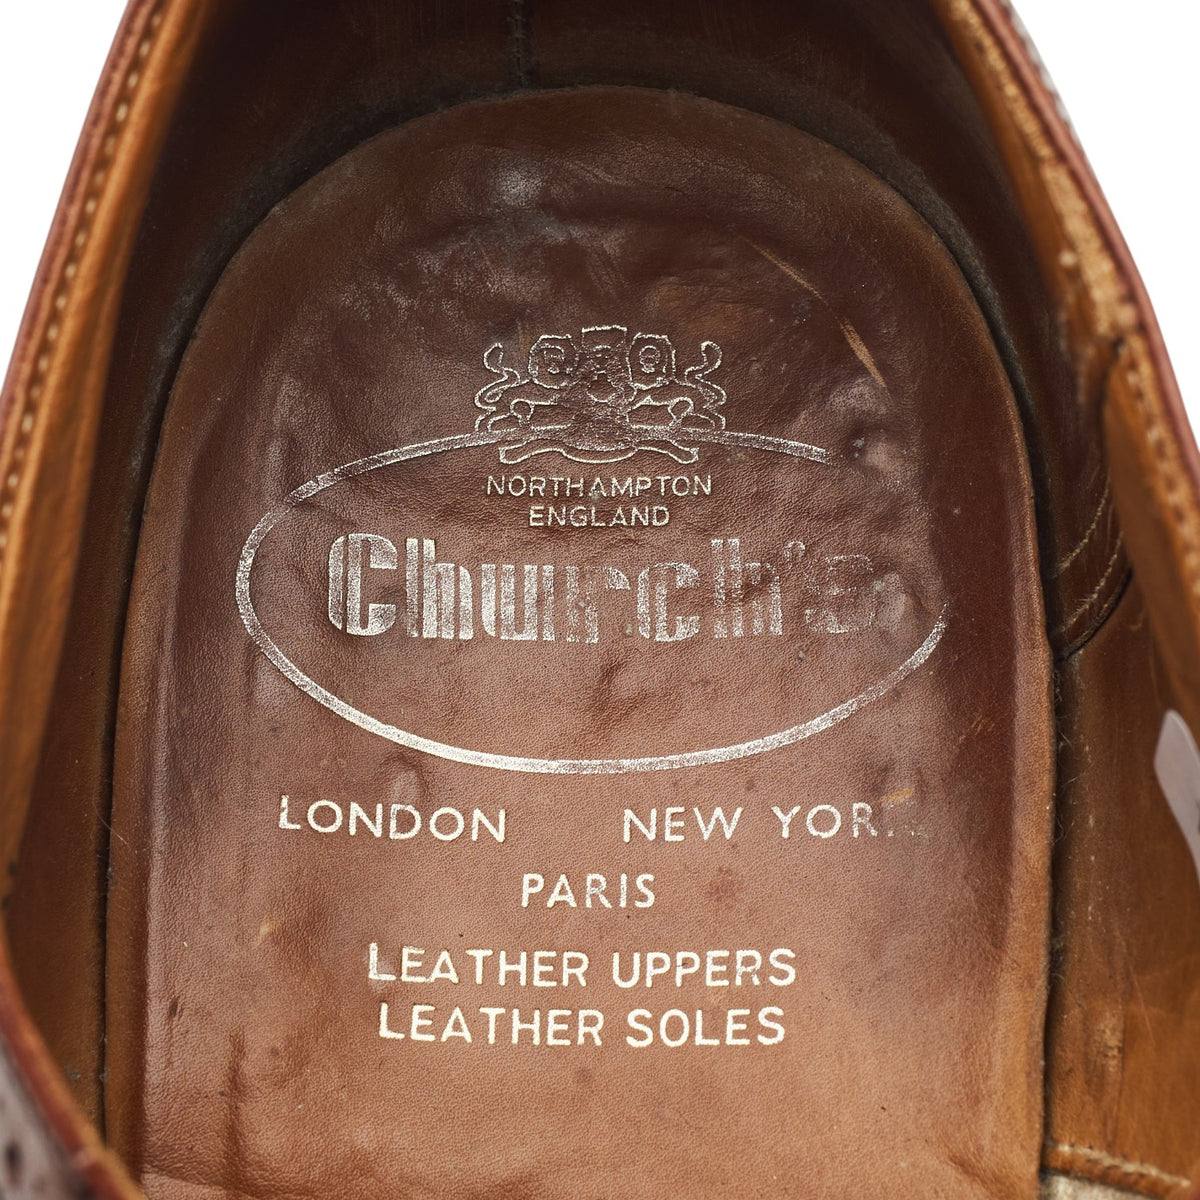 NORTHAMPTON
ENGLAND
Church's
LONDON NEW YORK
PARIS
LEATHER UPPERS
LEATHER SOLES